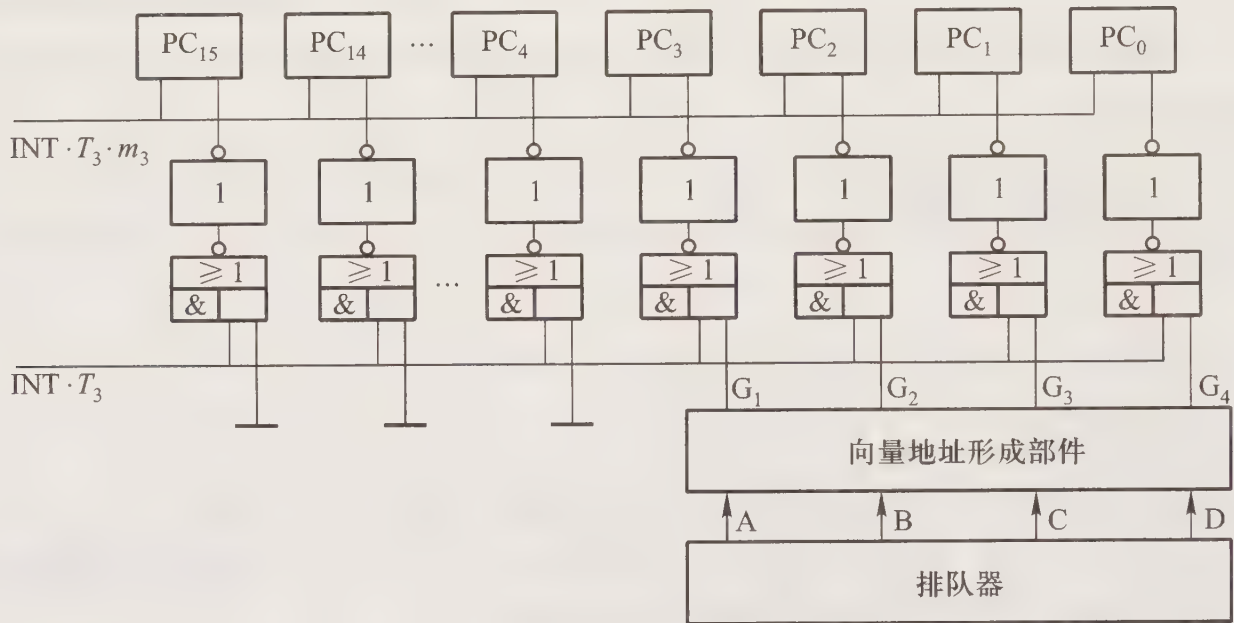 PC₁₅ PC₁₄ … PC₄ PC₃ PC₂ PC₁ PC₀
INT · T₃ · m₃
1 1 1 1 1 1 1
≥ 1 ≥ 1 … ≥ 1 ≥ 1 ≥ 1 ≥ 1 ≥ 1
& & & & & & &
INT · T₃
G₁ G₂ G₃ G₄
向量地址形成部件
A B C D
排队器